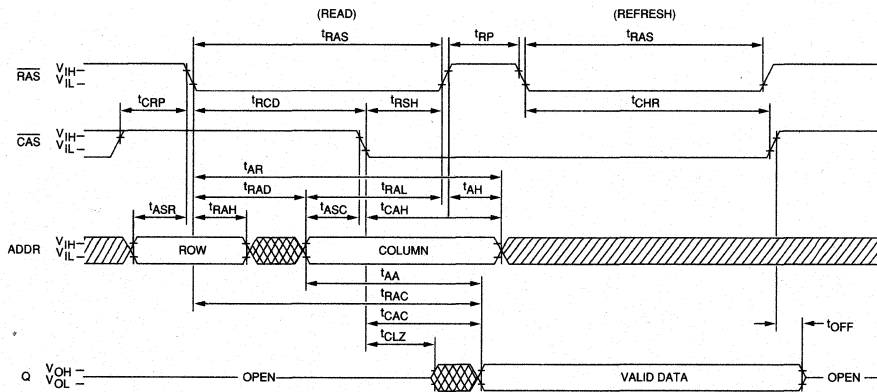 (READ) (REFRESH)
tRAS tRP tRAS
RAS VIH VIL
tCRP tRCD tRSH tCHR
CAS VIH VIL
tAR
tRAD tRAL tAH
tASR tRAH tASC tCAH
ADDR VIH VIL ROW COLUMN
tAA
tRAC
tCAC
tCLZ tOFF
Q VOH VOL OPEN VALID DATA OPEN